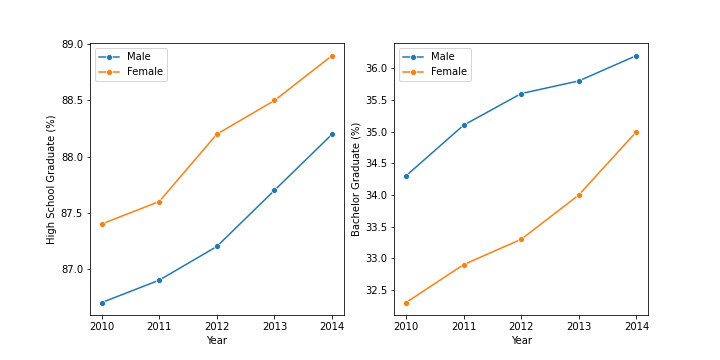 Male
Female
High School Graduate (%)
89.0
88.5
88.0
87.5
87.0
2010 2011 2012 2013 2014
Year
Male
Female
Bachelor Graduate (%)
36.0
35.5
35.0
34.5
34.0
33.5
33.0
32.5
2010 2011 2012 2013 2014
Year